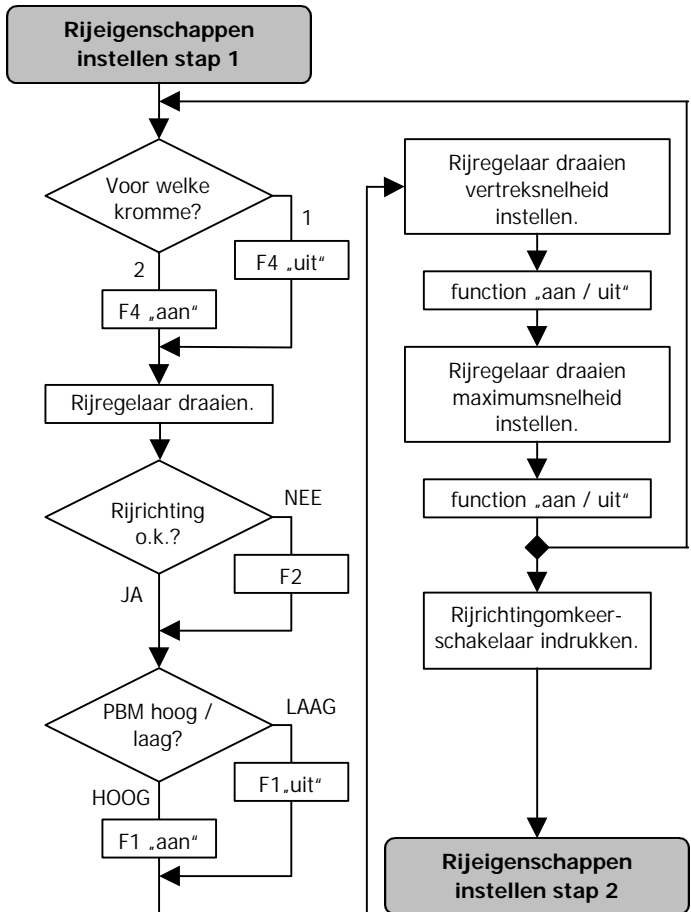 Rijeigenschappen
instellen stap 1
Voor welke
kromme?
1
F4 „uit“
2
F4 „aan“
Rijregelaar draaien.
Rijrichting
o.k.?
NEE
F2
JA
PBM hoog /
laag?
LAAG
F1„uit“
HOOG
F1 „aan“
Rijregelaar draaien
vertreksnelheid
instellen.
function „aan / uit“
Rijregelaar draaien
maximumsnelheid
instellen.
function „aan / uit“
Rijrichtingomkeer-
schakelaar indrukken.
Rijeigenschappen
instellen stap 2